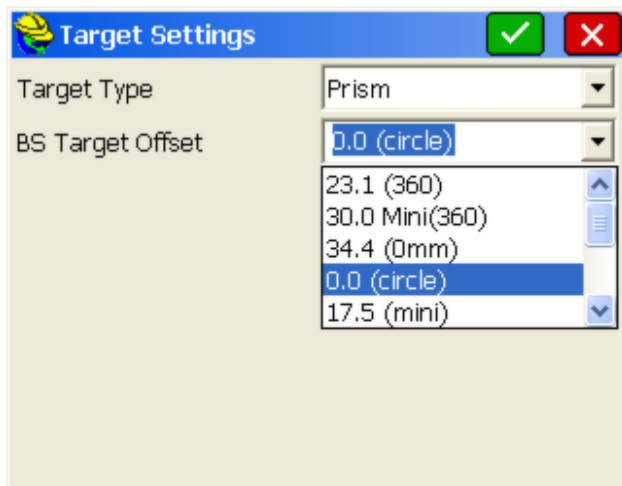 Target Settings
Target Type Prism
BS Target Offset 0.0 (circle)
23.1 (360)
30.0 Mini(360)
34.4 (0mm)
0.0 (circle)
17.5 (mini)